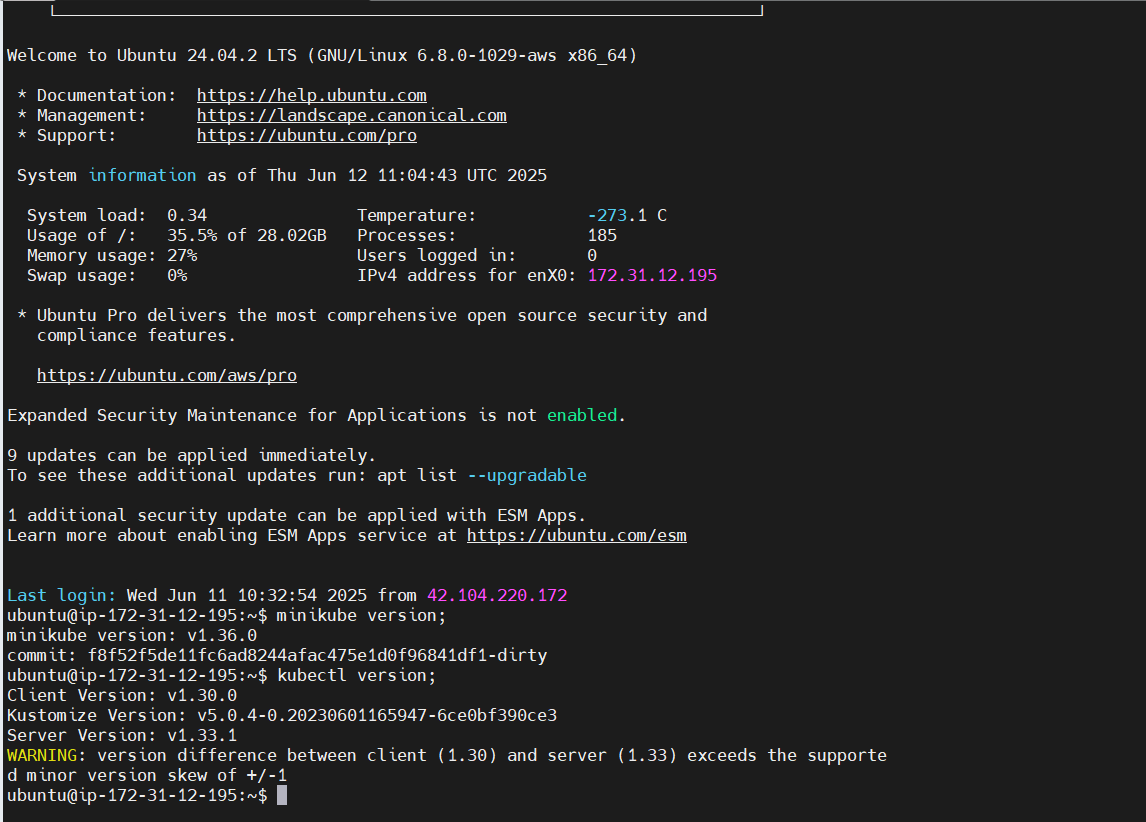 Welcome to Ubuntu 24.04.2 LTS (GNU/Linux 6.8.0-1029-aws x86_64)
* Documentation: https://help.ubuntu.com
* Management: https://landscape.canonical.com
* Support: https://ubuntu.com/pro
System information as of Thu Jun 12 11:04:43 UTC 2025
System load: 0.34 Temperature: -273.1 C
Usage of /: 35.5% of 28.02GB Processes: 185
Memory usage: 27% Users logged in: 0
Swap usage: 0% IPv4 address for enX0: 172.31.12.195
* Ubuntu Pro delivers the most comprehensive open source security and
compliance features.
https://ubuntu.com/aws/pro
Expanded Security Maintenance for Applications is not enabled.
9 updates can be applied immediately.
To see these additional updates run: apt list --upgradable
1 additional security update can be applied with ESM Apps.
Learn more about enabling ESM Apps service at https://ubuntu.com/esm
Last login: Wed Jun 11 10:32:54 2025 from 42.104.220.172
ubuntu@ip-172-31-12-195:~$ minikube version;
minikube version: v1.36.0
commit: f8f52f5de11fc6ad8244afac475e1d0f96841df1-dirty
ubuntu@ip-172-31-12-195:~$ kubectl version;
Client Version: v1.30.0
Kustomize Version: v5.0.4-0.20230601165947-6ce0bf390ce3
Server Version: v1.33.1
WARNING: version difference between client (1.30) and server (1.33) exceeds the supporte
d minor version skew of +/-1
ubuntu@ip-172-31-12-195:~$